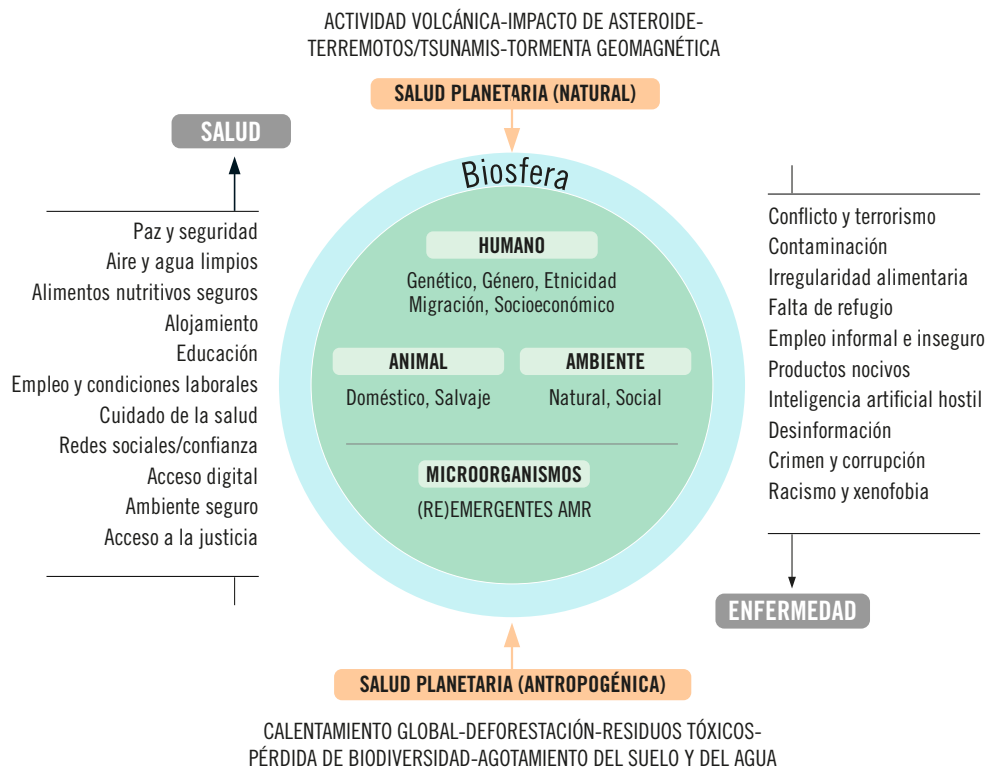 ACTIVIDAD VOLCÁNICA-IMPACTO DE ASTEROIDE-
TERREMOTOS/TSUNAMIS-TORMENTA GEOMAGNÉTICA
SALUD PLANETARIA (NATURAL)
SALUD
Paz y seguridad
Aire y agua limpios
Alimentos nutritivos seguros
Alojamiento
Educación
Empleo y condiciones laborales
Cuidado de la salud
Redes sociales/confianza
Acceso digital
Ambiente seguro
Acceso a la justicia
Biosfera
HUMANO
Genético, Género, Etnicidad
Migración, Socioeconómico
ANIMAL
Doméstico, Salvaje
AMBIENTE
Natural, Social
MICROORGANISMOS
(RE)EMERGENTES AMR
Conflicto y terrorismo
Contaminación
Irregularidad alimentaria
Falta de refugio
Empleo informal e inseguro
Productos nocivos
Inteligencia artificial hostil
Desinformación
Crimen y corrupción
Racismo y xenofobia
ENFERMEDAD
SALUD PLANETARIA (ANTROPOGÉNICA)
CALENTAMIENTO GLOBAL-DEFORESTACIÓN-RESIDUOS TÓXICOS-
PÉRDIDA DE BIODIVERSIDAD-AGOTAMIENTO DEL SUELO Y DEL AGUA